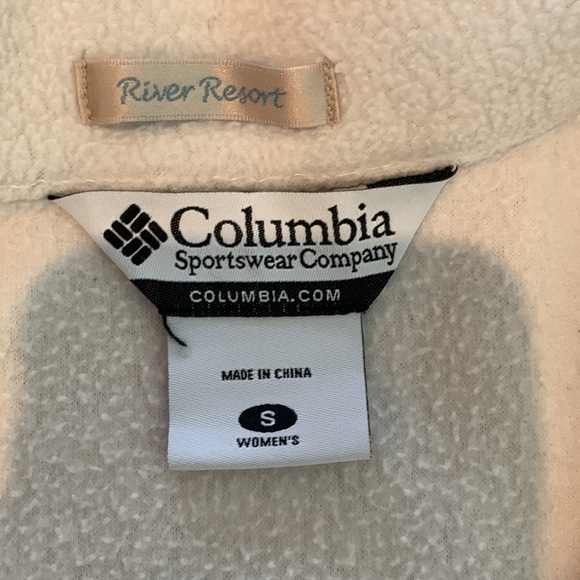 River Resort
Columbia
Sportswear Company
COLUMBIA.COM
MADE IN CHINA
S
WOMEN'S